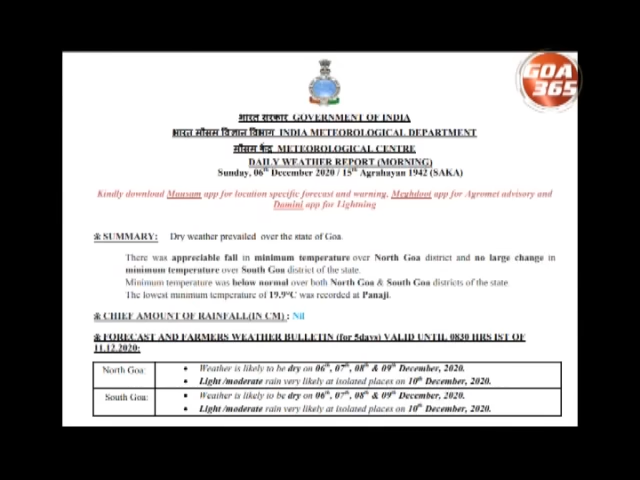 GOA
365
भारत सरकार GOVERNMENT OF INDIA
भारत मौसम विज्ञान विभाग INDIA METEOROLOGICAL DEPARTMENT
मौसम केंद्र METEOROLOGICAL CENTRE
DAILY WEATHER REPORT (MORNING)
Sunday, 06th December 2020 / 15th Agrahayan 1942 (SAKA)
Kindly download Mausam app for location specific forecast and warning, Meghdoot app for Agromet advisory and
Damini app for Lightning
SUMMARY: Dry weather prevailed over the state of Goa.
There was appreciable fall in minimum temperature over North Goa district and no large change in
minimum temperature over South Goa district of the state.
Minimum temperature was below normal over both North Goa & South Goa districts of the state.
The lowest minimum temperature of 19.9°C was recorded at Panaji.
CHIEF AMOUNT OF RAINFALL(IN CM) : Nil
FORECAST AND FARMERS WEATHER BULLETIN (for 5days) VALID UNTIL 0830 HRS IST OF
11.12.2020:
North Goa: • Weather is likely to be dry on 06th, 07th, 08th & 09th December, 2020.
• Light /moderate rain very likely at isolated places on 10th December, 2020.
South Goa: • Weather is likely to be dry on 06th, 07th, 08th & 09th December, 2020.
• Light /moderate rain very likely at isolated places on 10th December, 2020.